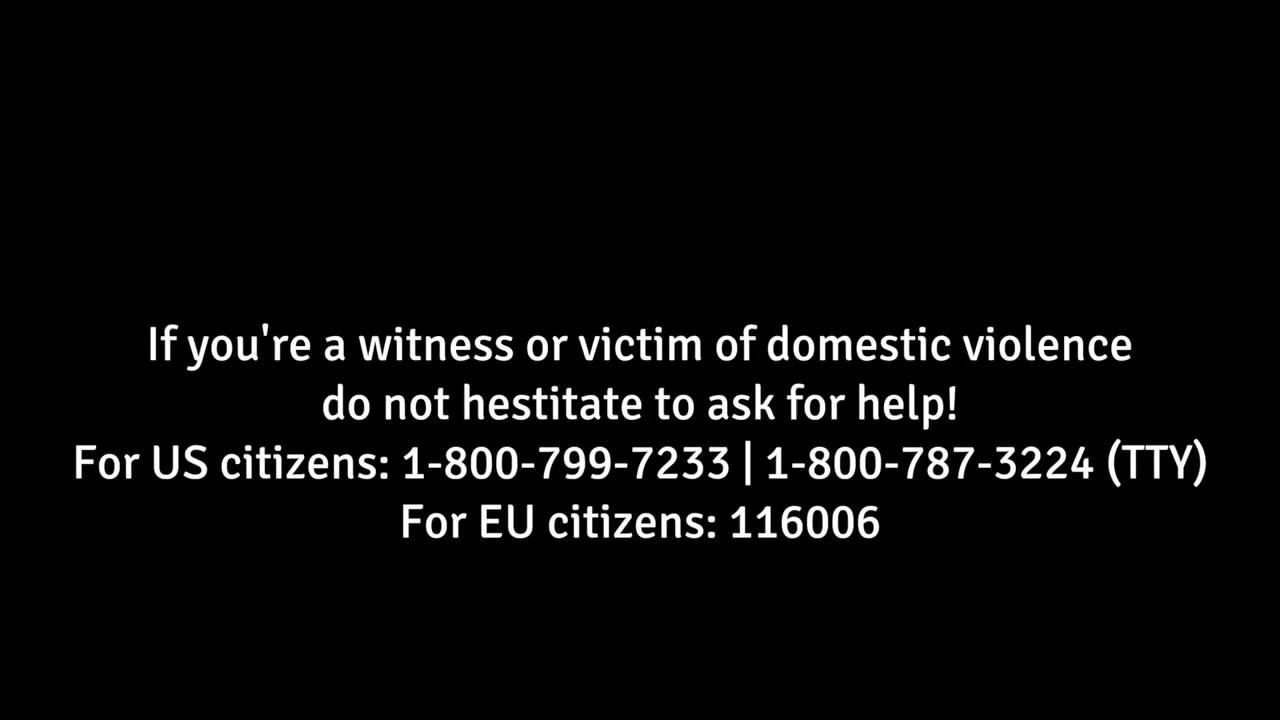 If you're a witness or victim of domestic violence
do not hestitate to ask for help!
For US citizens: 1-800-799-7233 | 1-800-787-3224 (TTY)
For EU citizens: 116006